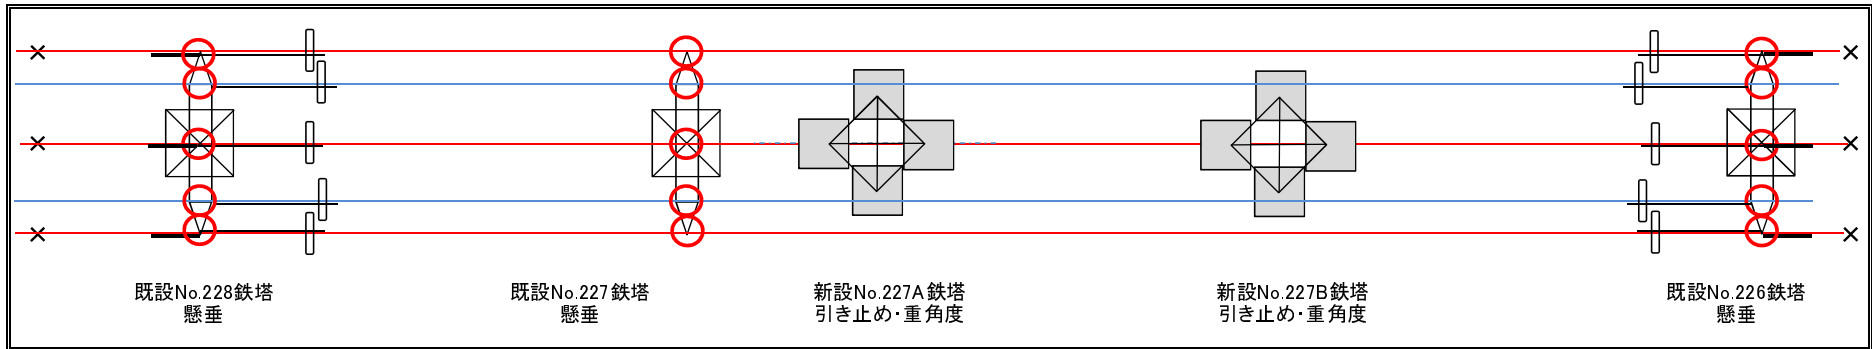 既設No.228鉄塔
懸垂
既設No.227鉄塔
懸垂
新設No.227A鉄塔
引き止め・重角度
新設No.227B鉄塔
引き止め・重角度
既設No.226鉄塔
懸垂